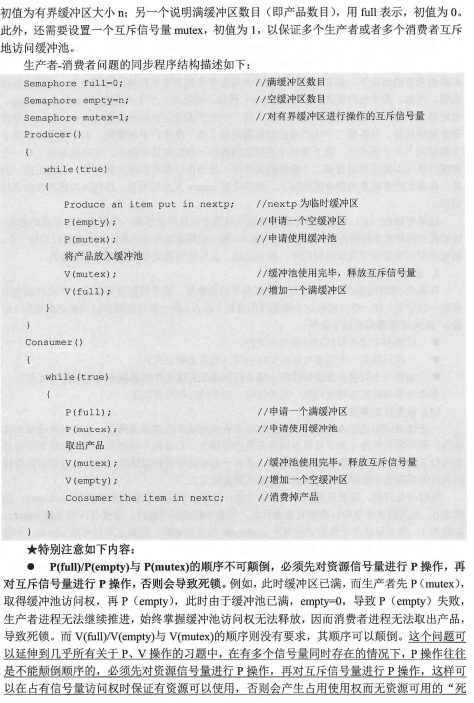 初值为有界缓冲区大小 n；另一个说明满缓冲区数目（即产品数目），用 full 表示，初值为 0。
此外，还需要设置一个互斥信号量 mutex，初值为 1，以保证多个生产者或者多个消费者互斥
地访问缓冲池。
生产者-消费者问题的同步程序结构描述如下：
Semaphore full=0; //满缓冲区数目
Semaphore empty=n; //空缓冲区数目
Semaphore mutex=1; //对有界缓冲区进行操作的互斥信号量
Producer()
{
while(true)
{
Produce an item put in nextp; //nextp 为临时缓冲区
P(empty); //申请一个空缓冲区
P(mutex); //申请使用缓冲池
将产品放入缓冲池
V(mutex); //缓冲池使用完毕，释放互斥信号量
V(full); //增加一个满缓冲区
}
}
Consumer()
{
while(true)
{
P(full); //申请一个满缓冲区
P(mutex); //申请使用缓冲池
取出产品
V(mutex); //缓冲池使用完毕，释放互斥信号量
V(empty); //增加一个空缓冲区
Consumer the item in nextc; //消费掉产品
}
}
★特别注意如下内容：
● P(full)/P(empty)与 P(mutex)的顺序不可颠倒，必须先对资源信号量进行 P 操作，再
对互斥信号量进行 P 操作，否则会导致死锁。例如，此时缓冲区已满，而生产者先 P（mutex），
取得缓冲池访问权，再 P（empty），此时由于缓冲池已满，empty=0，导致 P（empty）失败，
生产者进程无法继续推进，始终掌握缓冲池访问权无法释放，因而消费者进程无法取出产品，
导致死锁。而 V(full)/V(empty)与 V(mutex)的顺序则没有要求，其顺序可以颠倒。这个问题可
以延伸到几乎所有关于 P、V 操作的习题中，在有多个信号量同时存在的情况下，P 操作往往
是不能颠倒顺序的，必须先对资源信号量进行 P 操作，再对互斥信号量进行 P 操作，这样可
以在占有信号量访问权时保证有资源可以使用，否则会产生占用使用权而无资源可用的“死